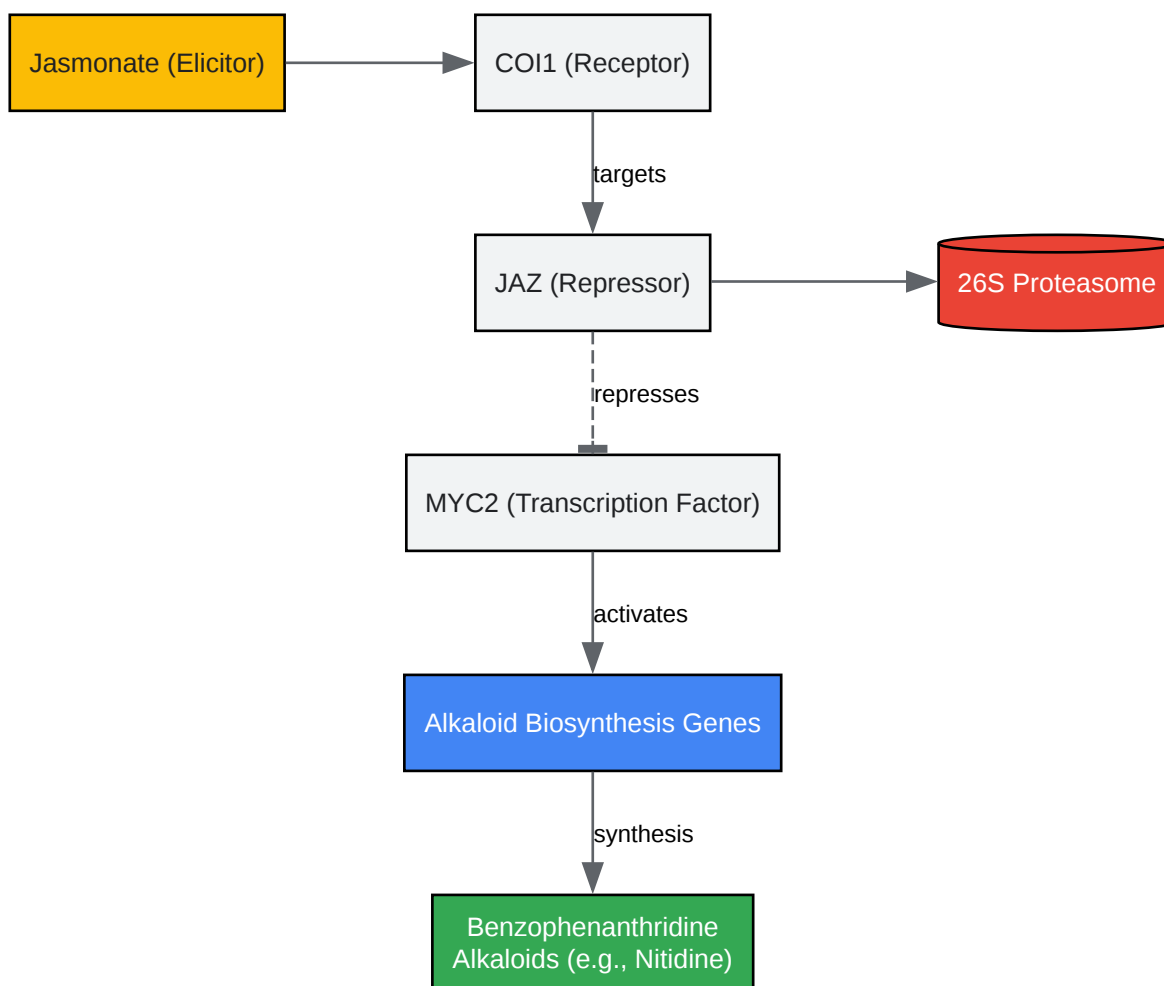 Jasmonate (Elicitor)
COI1 (Receptor)
targets
JAZ (Repressor)
26S Proteasome
represses
MYC2 (Transcription Factor)
activates
Alkaloid Biosynthesis Genes
synthesis
Benzophenanthridine
Alkaloids (e.g., Nitidine)